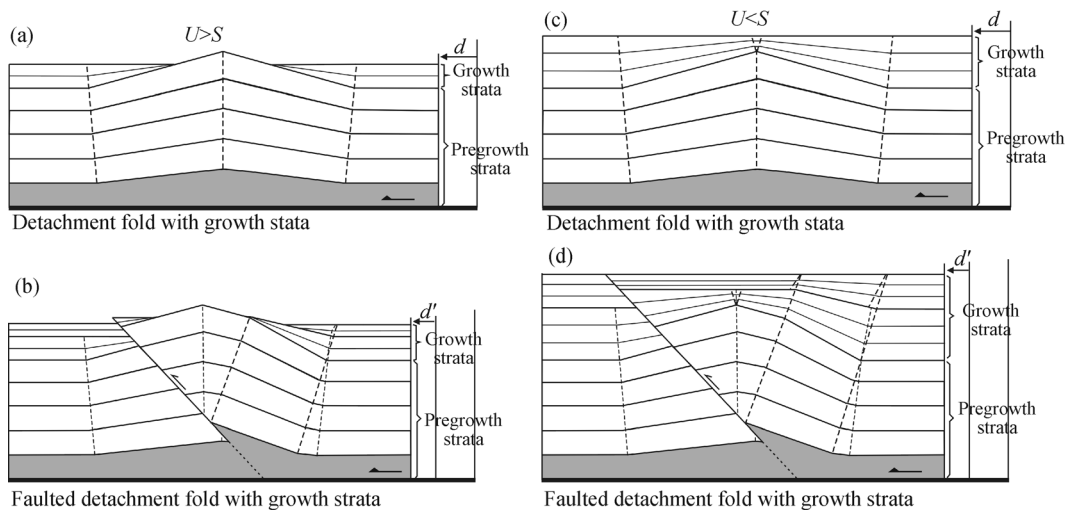 (a)
U>S
d
Growth
strata
Pregrowth
strata
Detachment fold with growth stata
(c)
U<S
d
Growth
strata
Pregrowth
strata
Detachment fold with growth stata
(b)
d'
Growth
strata
Pregrowth
strata
Faulted detachment fold with growth strata
(d)
d'
Growth
strata
Pregrowth
strata
Faulted detachment fold with growth strata